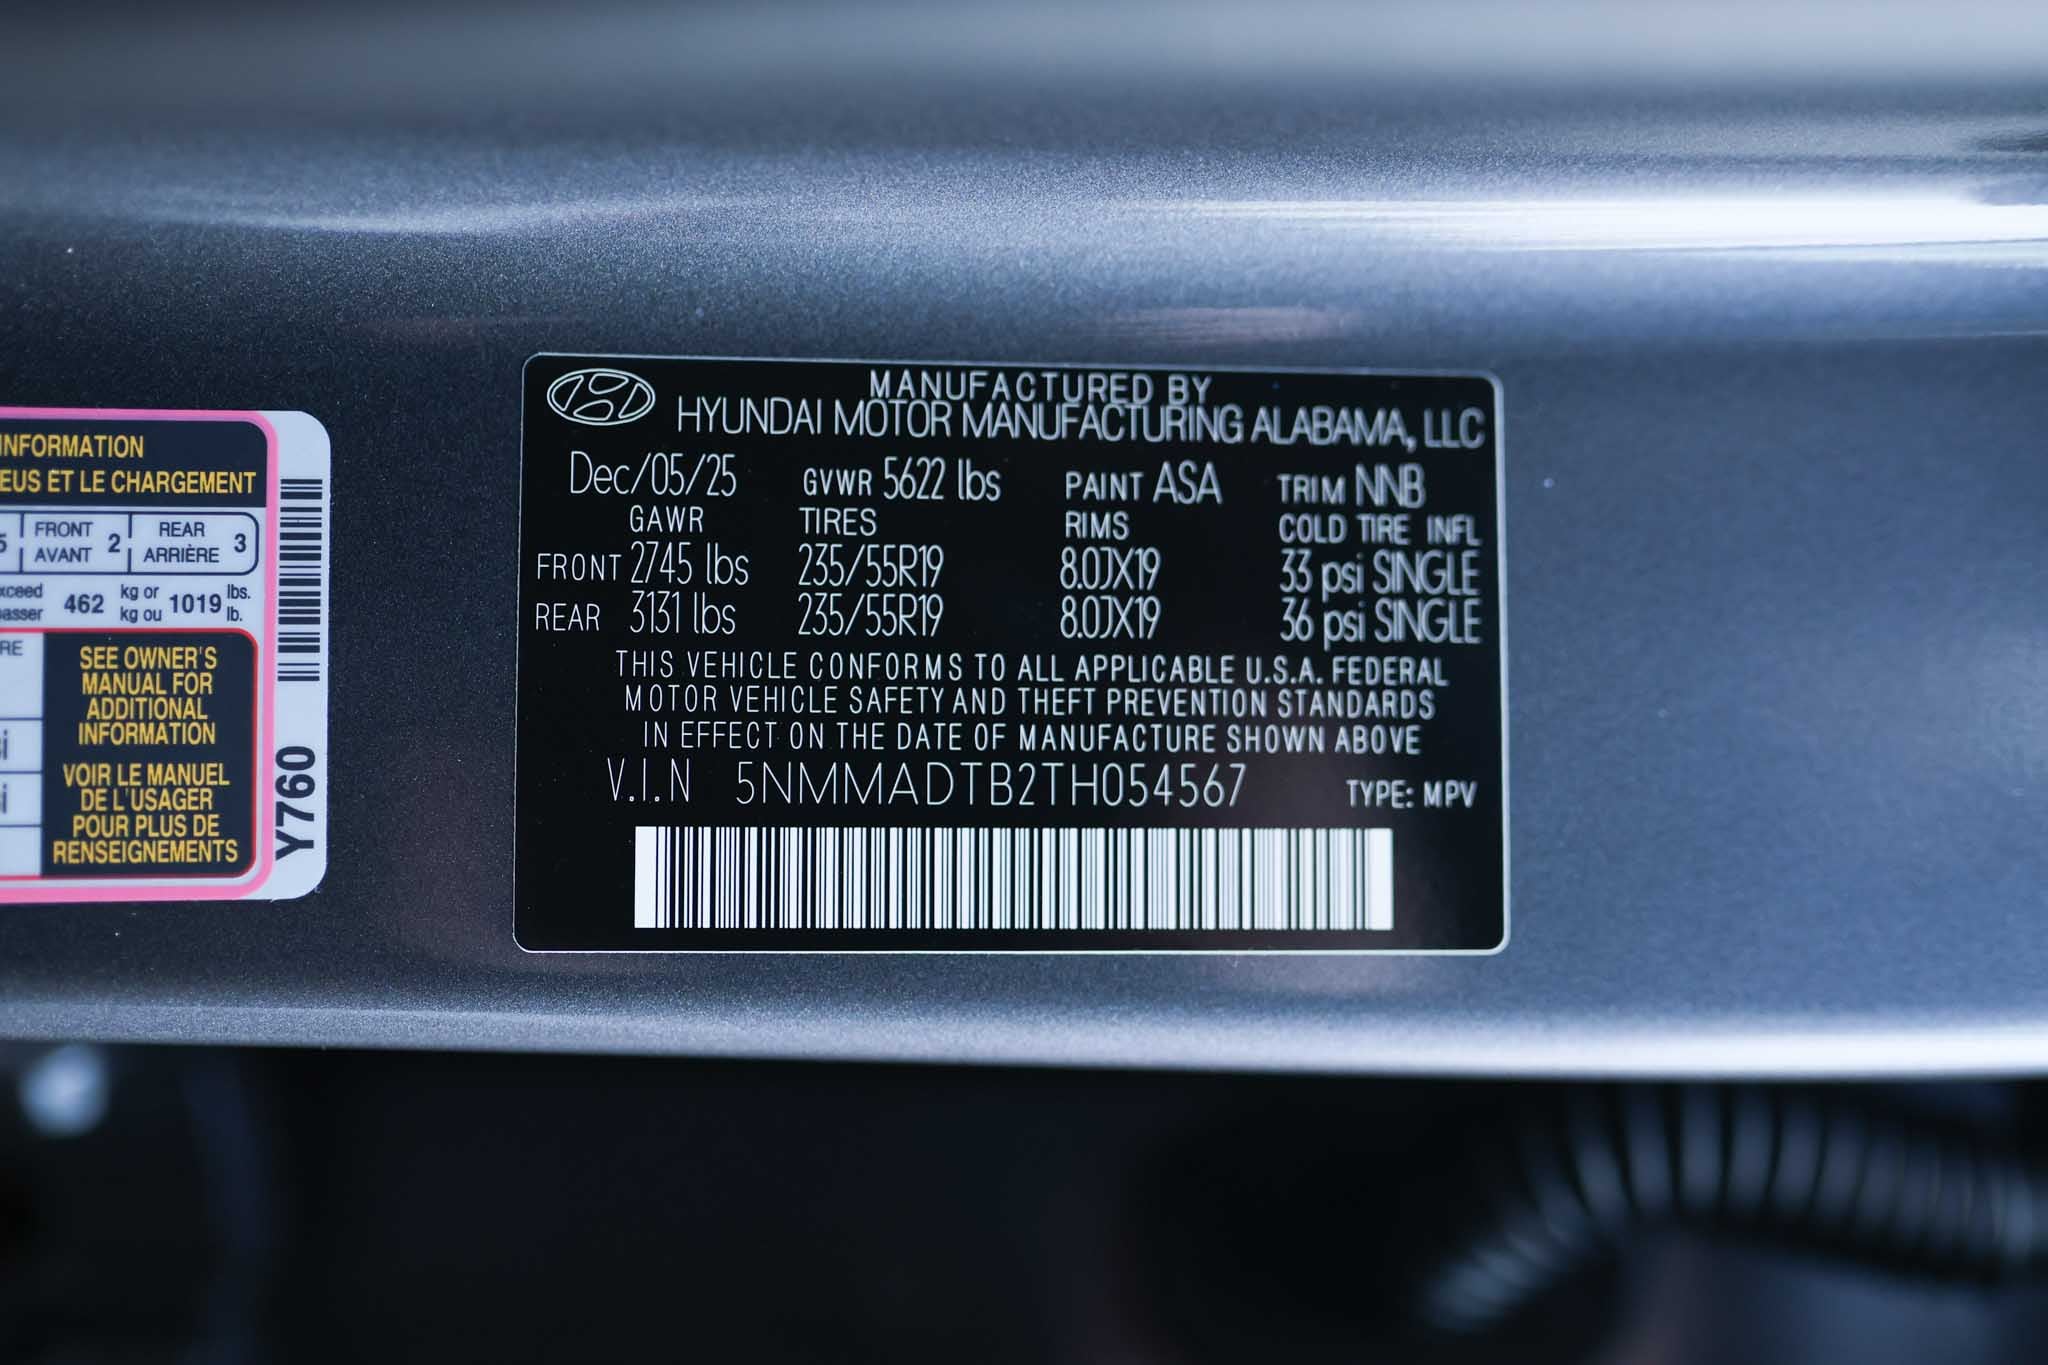 INFORMATION
EUS ET LE CHARGEMENT
5 FRONT AVANT 2 REAR ARRIÈRE 3
xceed 462 kg or 1019 lbs.
passer kg ou lb.
RE
SEE OWNER'S
MANUAL FOR
ADDITIONAL
INFORMATION
VOIR LE MANUEL
DE L'USAGER
POUR PLUS DE
RENSEIGNEMENTS
Y760
MANUFACTURED BY
HYUNDAI MOTOR MANUFACTURING ALABAMA, LLC
Dec/05/25 GVWR 5622 lbs PAINT ASA TRIM NNB
GAWR TIRES RIMS COLD TIRE INFL
FRONT 2745 lbs 235/55R19 8.0JX19 33 psi SINGLE
REAR 3131 lbs 235/55R19 8.0JX19 36 psi SINGLE
THIS VEHICLE CONFORMS TO ALL APPLICABLE U.S.A. FEDERAL
MOTOR VEHICLE SAFETY AND THEFT PREVENTION STANDARDS
IN EFFECT ON THE DATE OF MANUFACTURE SHOWN ABOVE
V.I.N 5NMMADTB2TH054567 TYPE: MPV